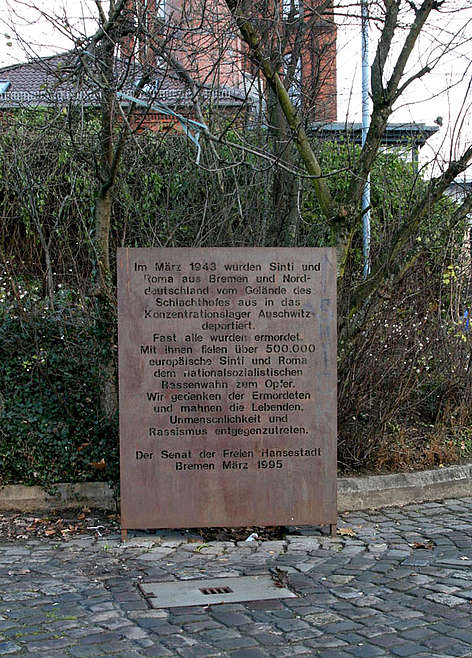 Im März 1943 wurden Sinti und
Roma aus Bremen und Nord-
deutschland vom Gelände des
Schlachthofes aus in das
Konzentrationslager Auschwitz
deportiert.
Fast alle wurden ermordet.
Mit ihnen fielen über 500.000
europäische Sinti und Roma
dem nationalsozialistischen
Rassenwahn zum Opfer.
Wir gedenken der Ermordeten
und mahnen die Lebenden,
Unmenschlichkeit und
Rassismus entgegenzutreten.
Der Senat der Freien Hansestadt
Bremen März 1995